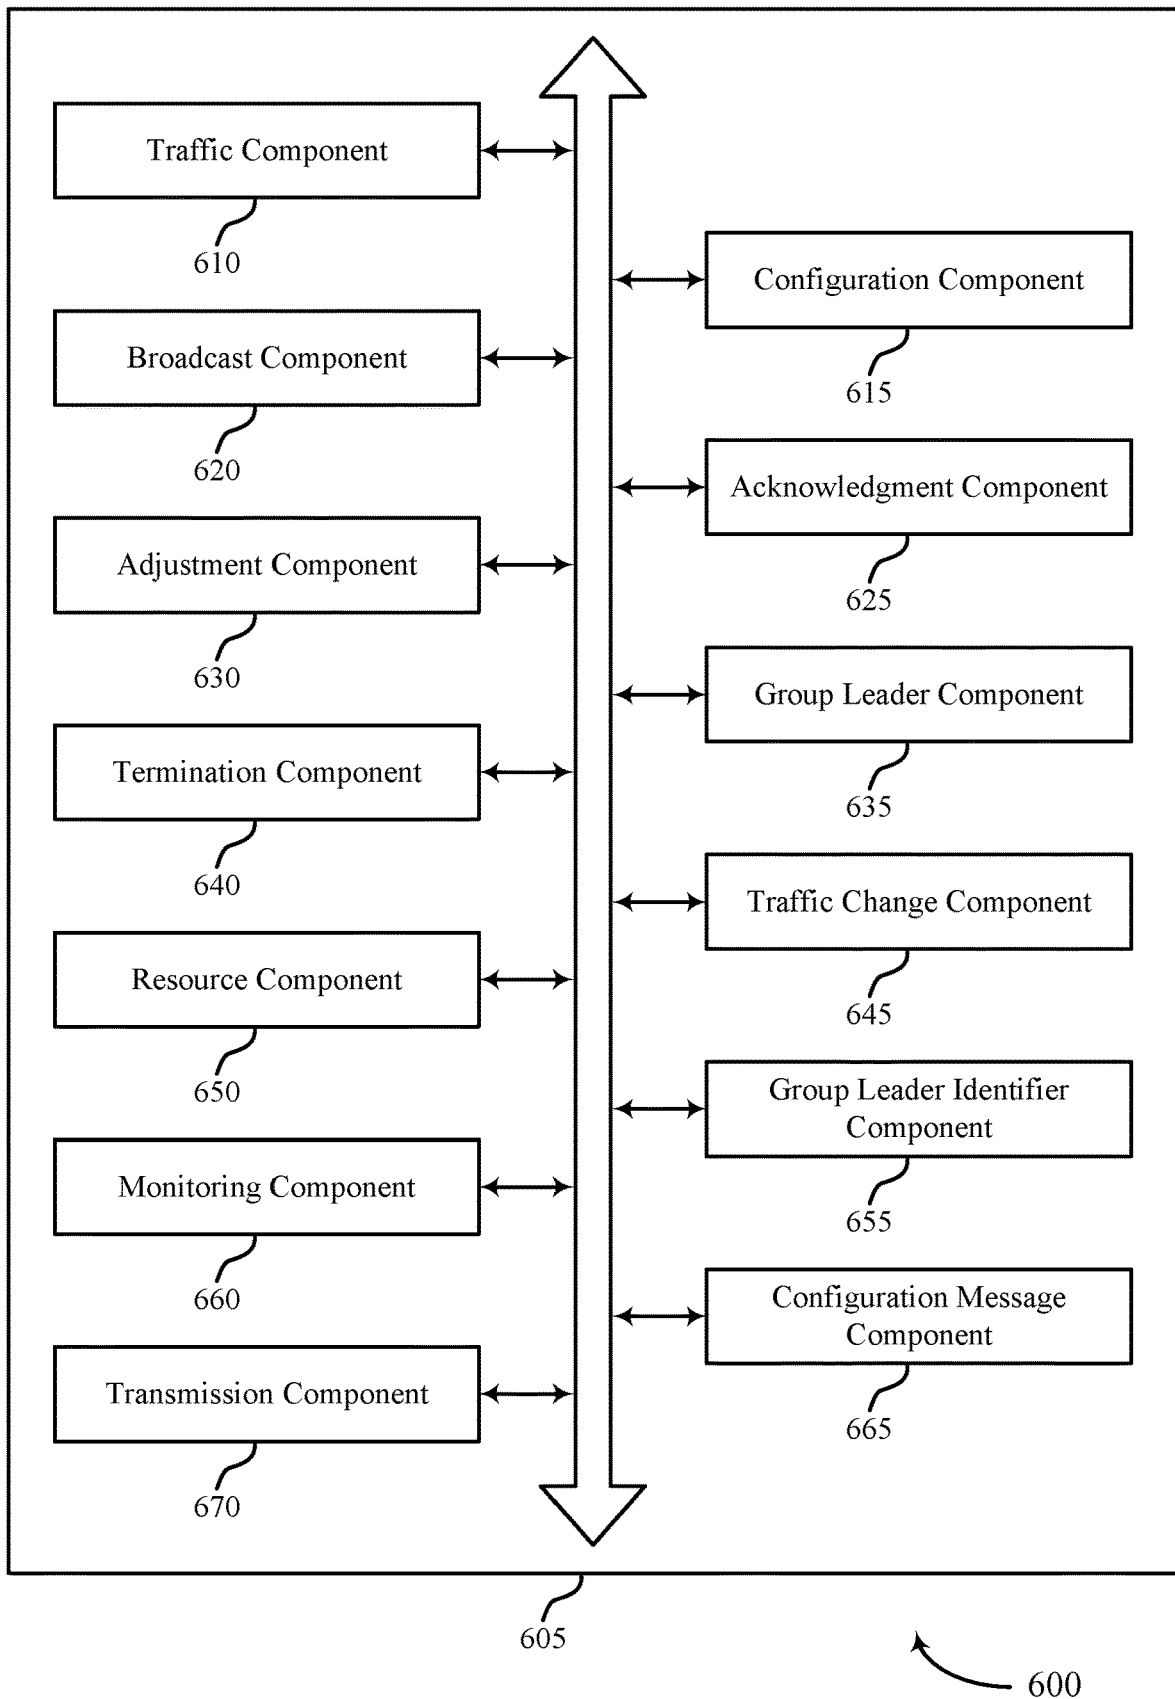 Traffic Component
610
Configuration Component
615
Broadcast Component
620
Acknowledgment Component
625
Adjustment Component
630
Group Leader Component
635
Termination Component
640
Traffic Change Component
645
Resource Component
650
Group Leader Identifier
Component
655
Monitoring Component
660
Configuration Message
Component
665
Transmission Component
670
605
600